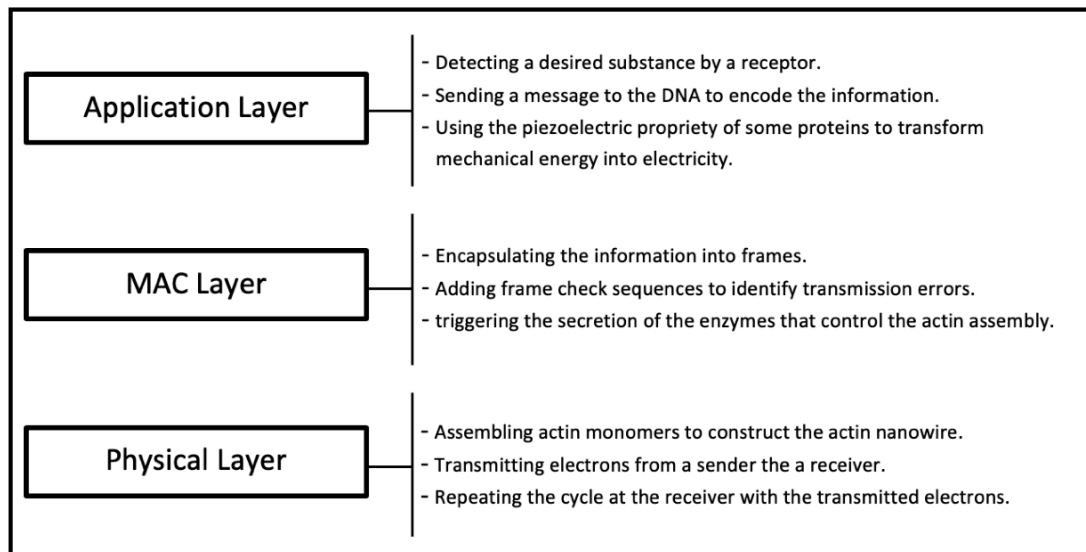 Application Layer
- Detecting a desired substance by a receptor.
- Sending a message to the DNA to encode the information.
- Using the piezoelectric propriety of some proteins to transform
mechanical energy into electricity.
MAC Layer
- Encapsulating the information into frames.
- Adding frame check sequences to identify transmission errors.
- triggering the secretion of the enzymes that control the actin assembly.
Physical Layer
- Assembling actin monomers to construct the actin nanowire.
- Transmitting electrons from a sender the a receiver.
- Repeating the cycle at the receiver with the transmitted electrons.